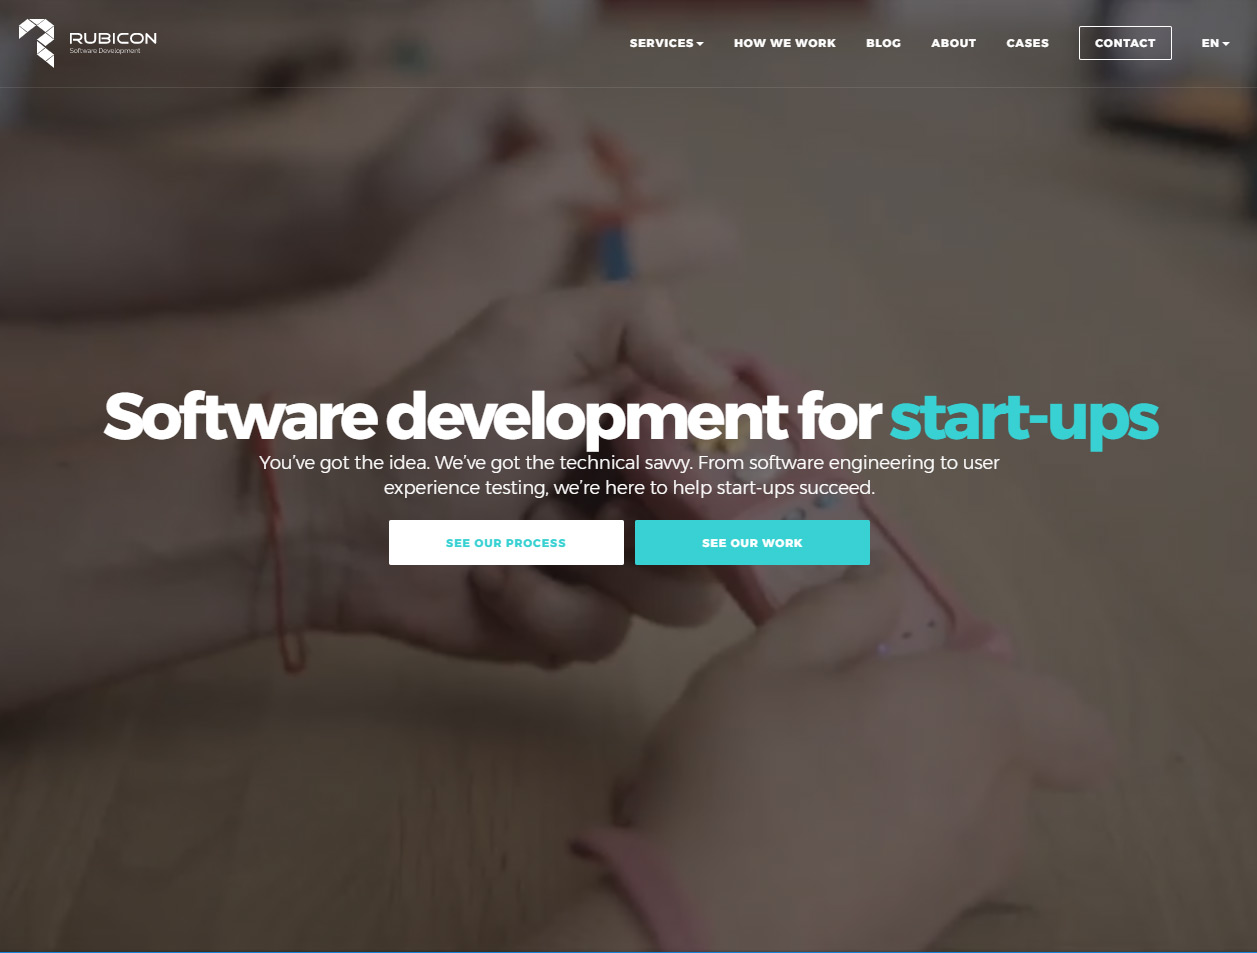 RUBICON
Software Development
SERVICES
HOW WE WORK
BLOG
ABOUT
CASES
CONTACT
EN
Software development for start-ups
You’ve got the idea. We’ve got the technical savvy. From software engineering to user
experience testing, we’re here to help start-ups succeed.
SEE OUR PROCESS
SEE OUR WORK